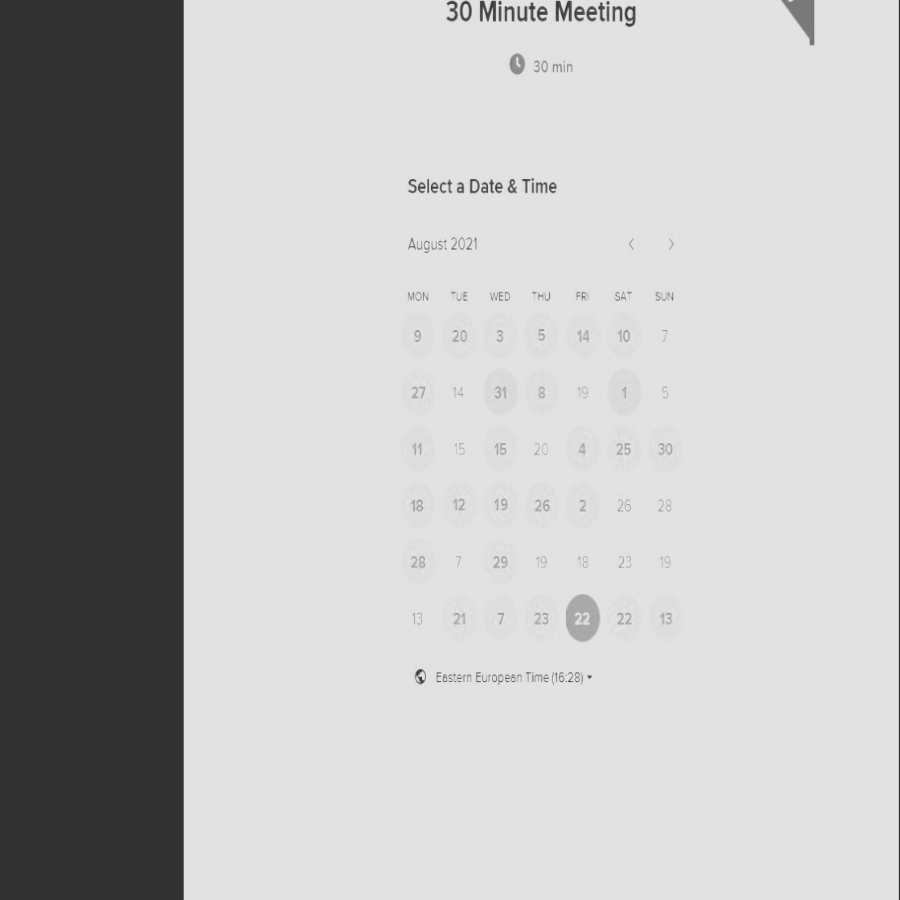 30 Minute Meeting
30 min
Select a Date & Time
August 2021
MON TUE WED THU FRI SAT SUN
9 20 3 5 14 10 7
27 14 31 8 19 1 5
11 15 15 20 4 25 30
18 12 19 26 2 26 28
28 7 29 19 18 23 19
13 21 7 23 22 22 13
Eastern European Time (16:28)